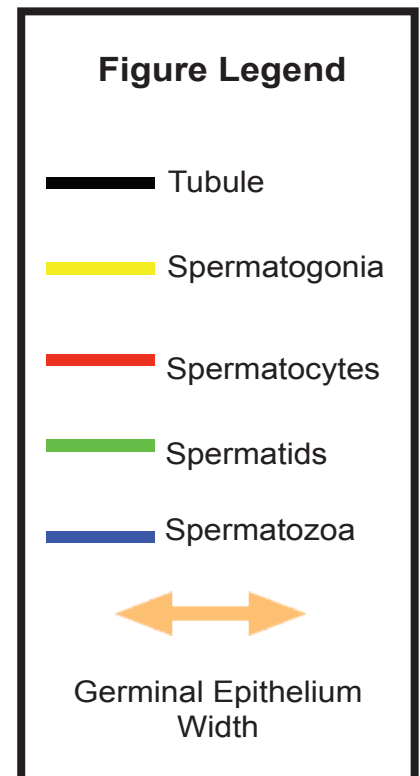 Figure Legend
Tubule
Spermatogonia
Spermatocytes
Spermatids
Spermatozoa
Germinal Epithelium
Width